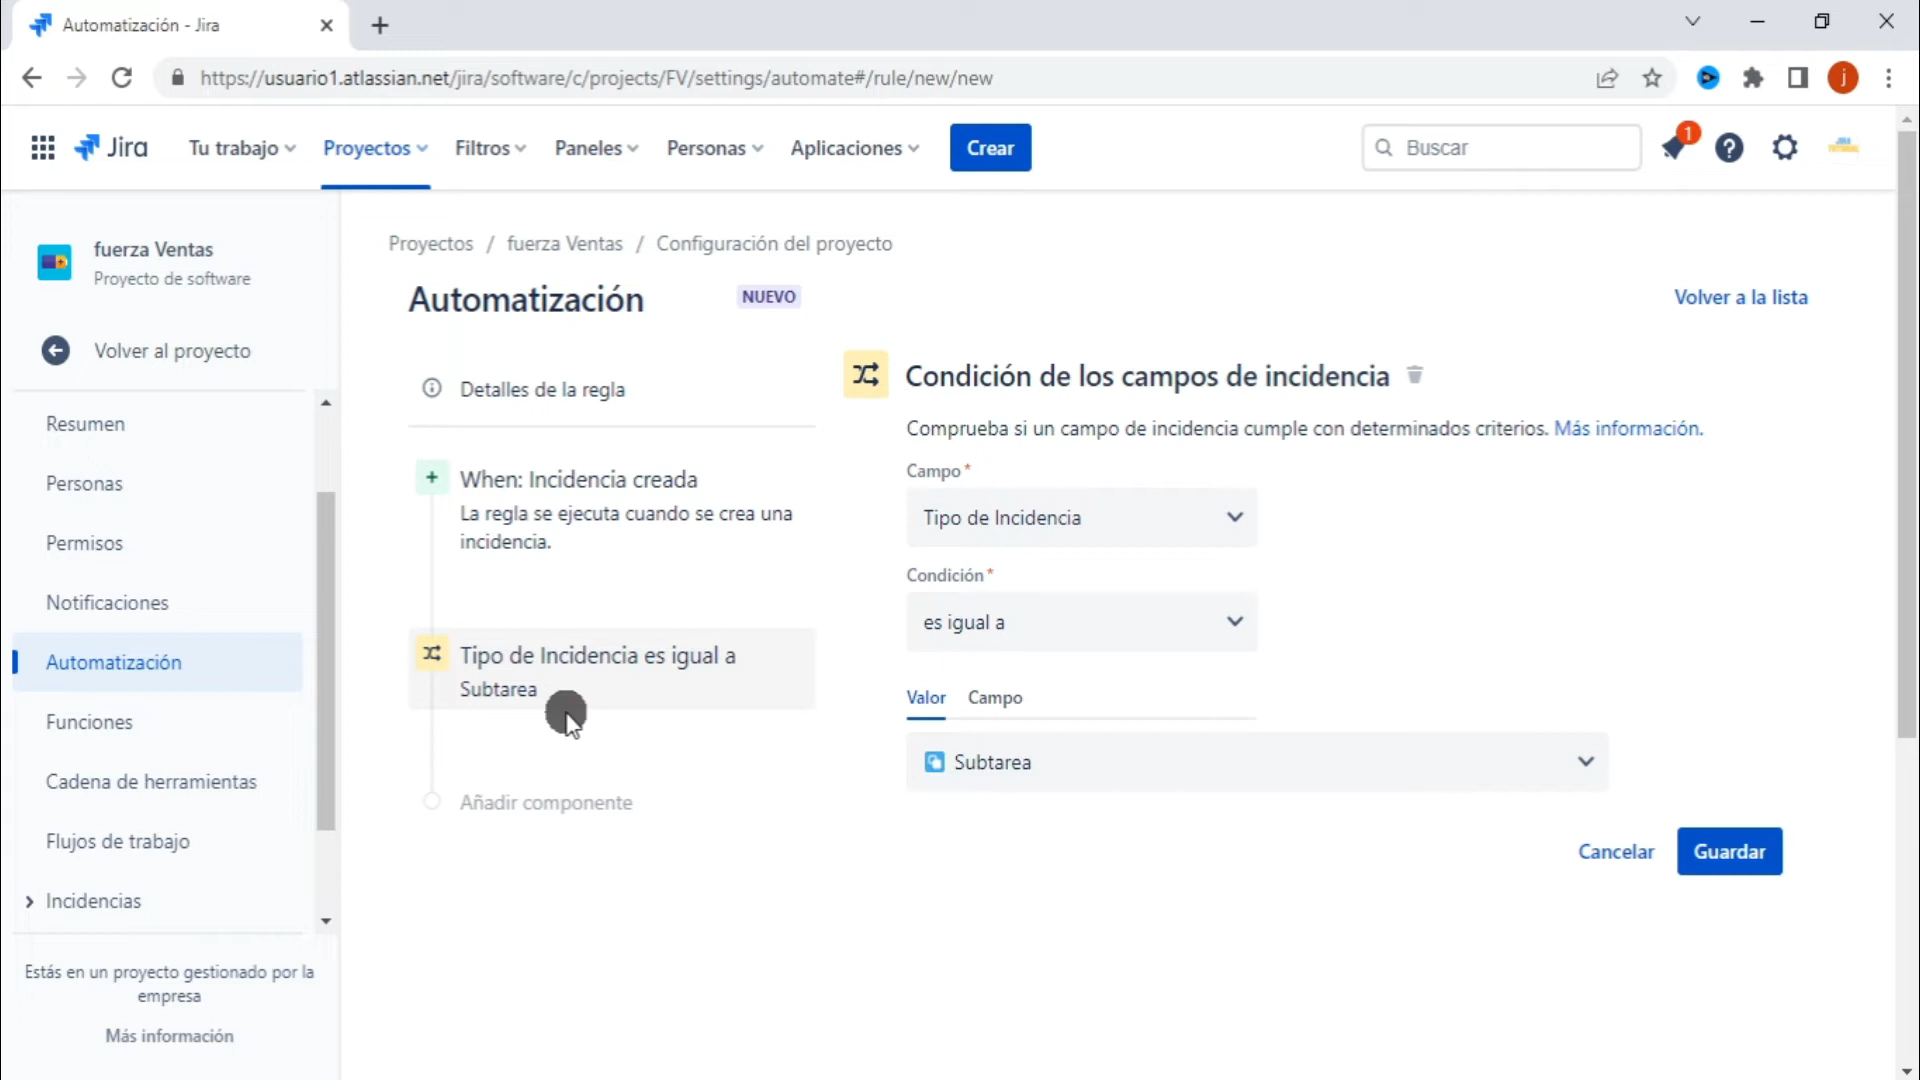 Automatización - Jira
https://usuario1.atlassian.net/jira/software/c/projects/FV/settings/automate#/rule/new/new
j
Jira
Tu trabajo
Proyectos
Filtros
Paneles
Personas
Aplicaciones
Crear
Buscar
1
fuerza Ventas
Proyecto de software
Volver al proyecto
Resumen
Personas
Permisos
Notificaciones
Automatización
Funciones
Cadena de herramientas
Flujos de trabajo
Incidencias
Estás en un proyecto gestionado por la
empresa
Más información
Proyectos / fuerza Ventas / Configuración del proyecto
Automatización
NUEVO
Volver a la lista
Detalles de la regla
When: Incidencia creada
La regla se ejecuta cuando se crea una
incidencia.
Tipo de Incidencia es igual a
Subtarea
Añadir componente
Condición de los campos de incidencia
Comprueba si un campo de incidencia cumple con determinados criterios. Más información.
Campo*
Tipo de Incidencia
Condición*
es igual a
Valor
Campo
Subtarea
Cancelar
Guardar